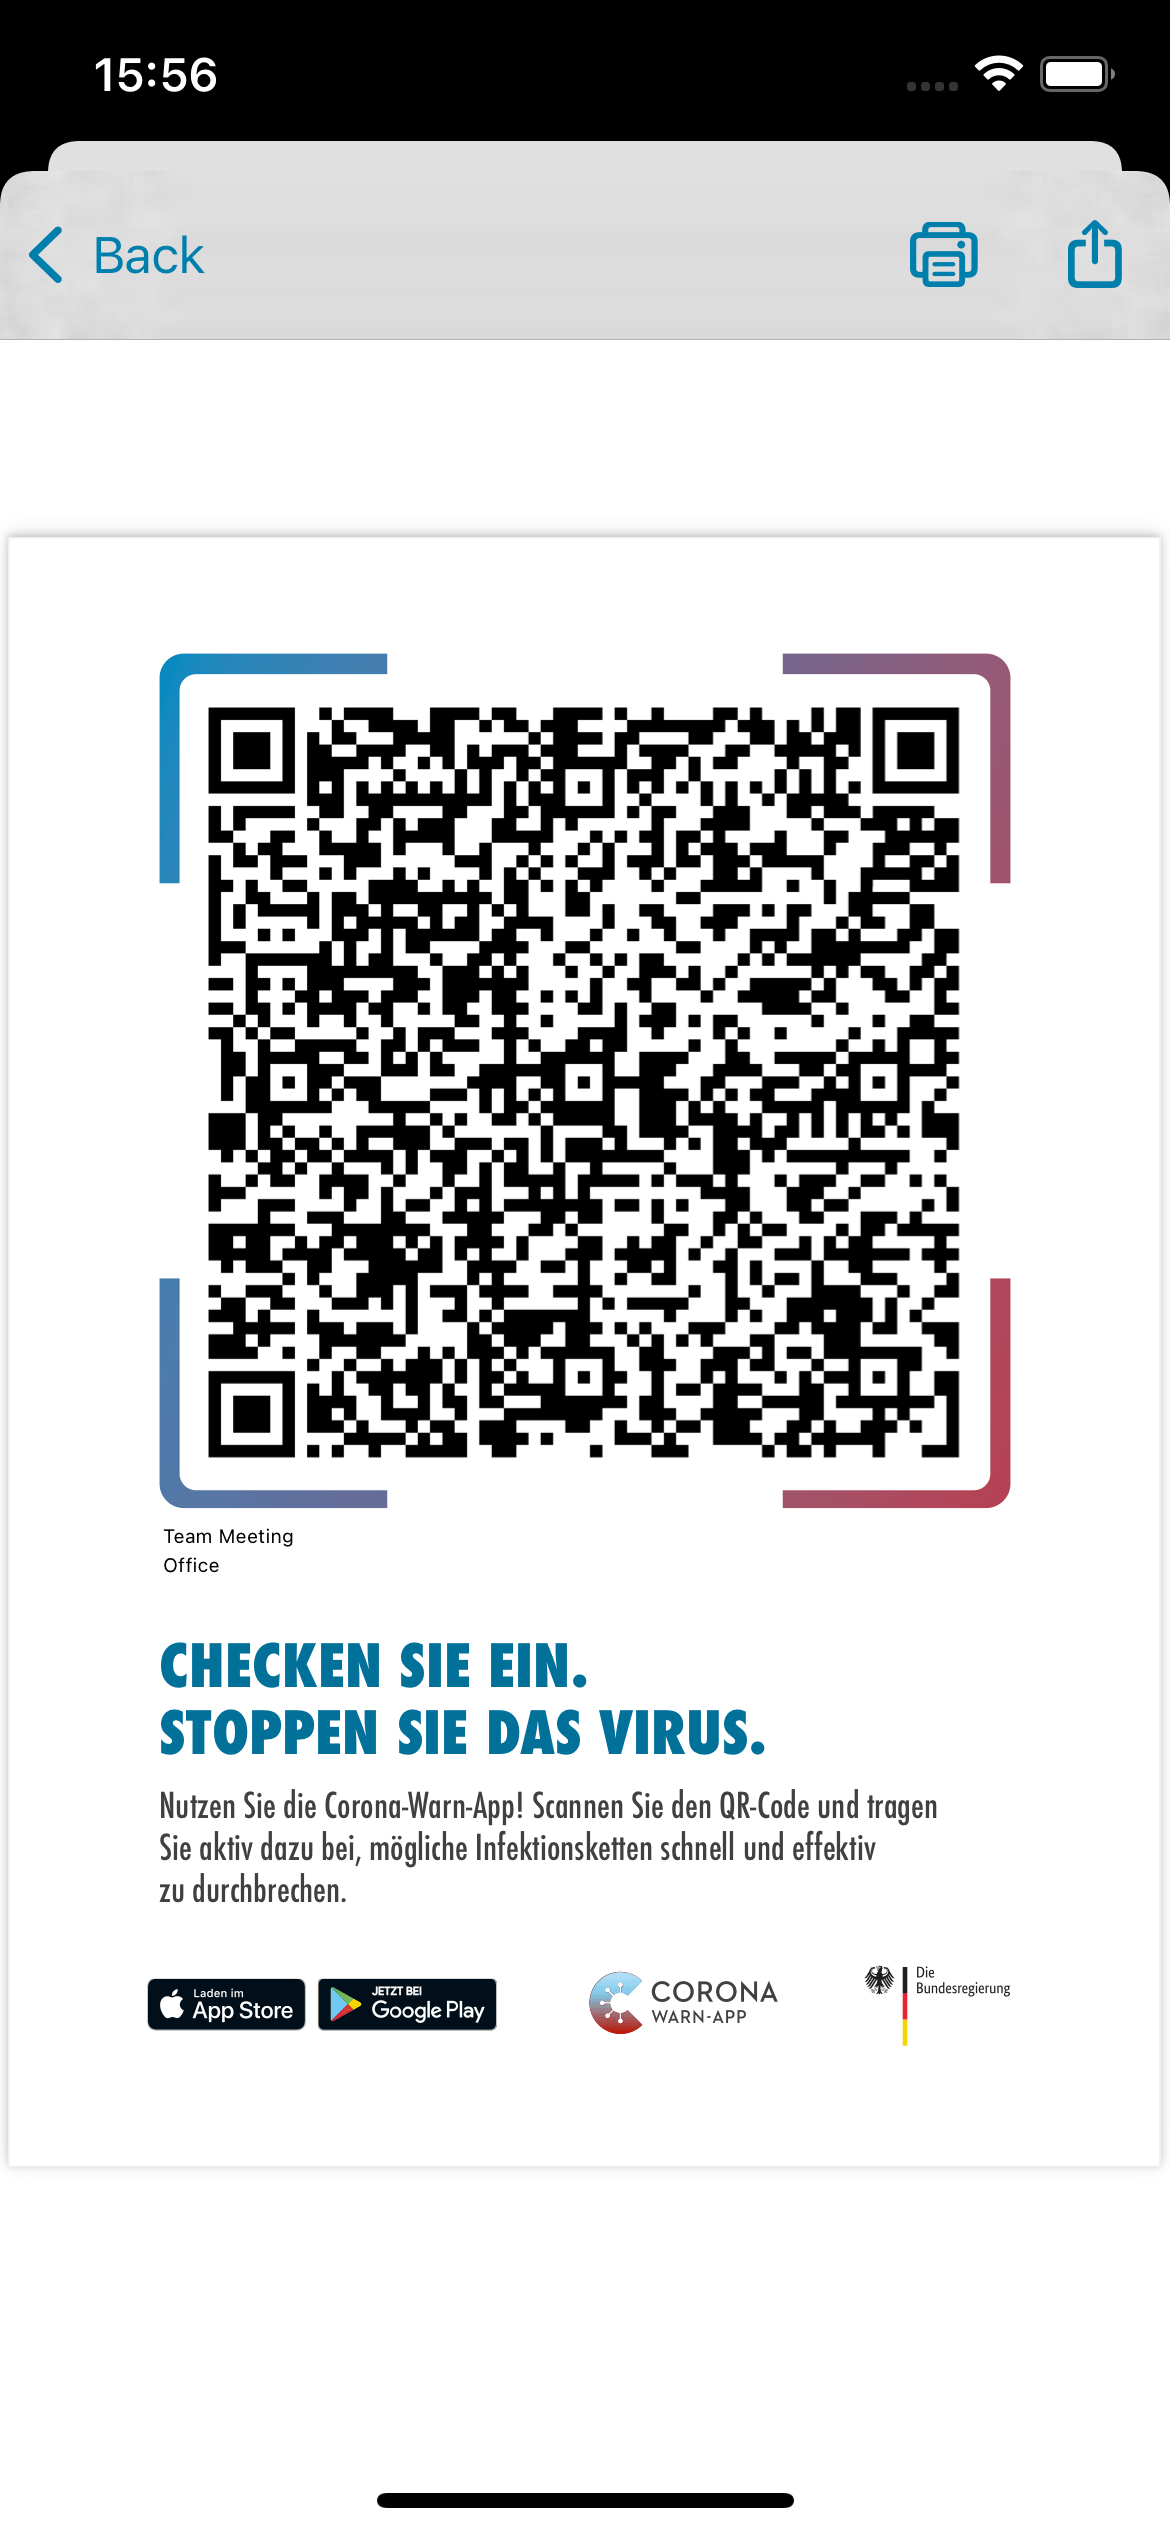 15:56
Back
Team Meeting
Office
CHECKEN SIE EIN.
STOPPEN SIE DAS VIRUS.
Nutzen Sie die Corona-Warn-App! Scannen Sie den QR-Code und tragen
Sie aktiv dazu bei, mögliche Infektionsketten schnell und effektiv
zu durchbrechen.
Laden im
App Store
JETZT BEI
Google Play
CORONA
WARN-APP
Die
Bundesregierung